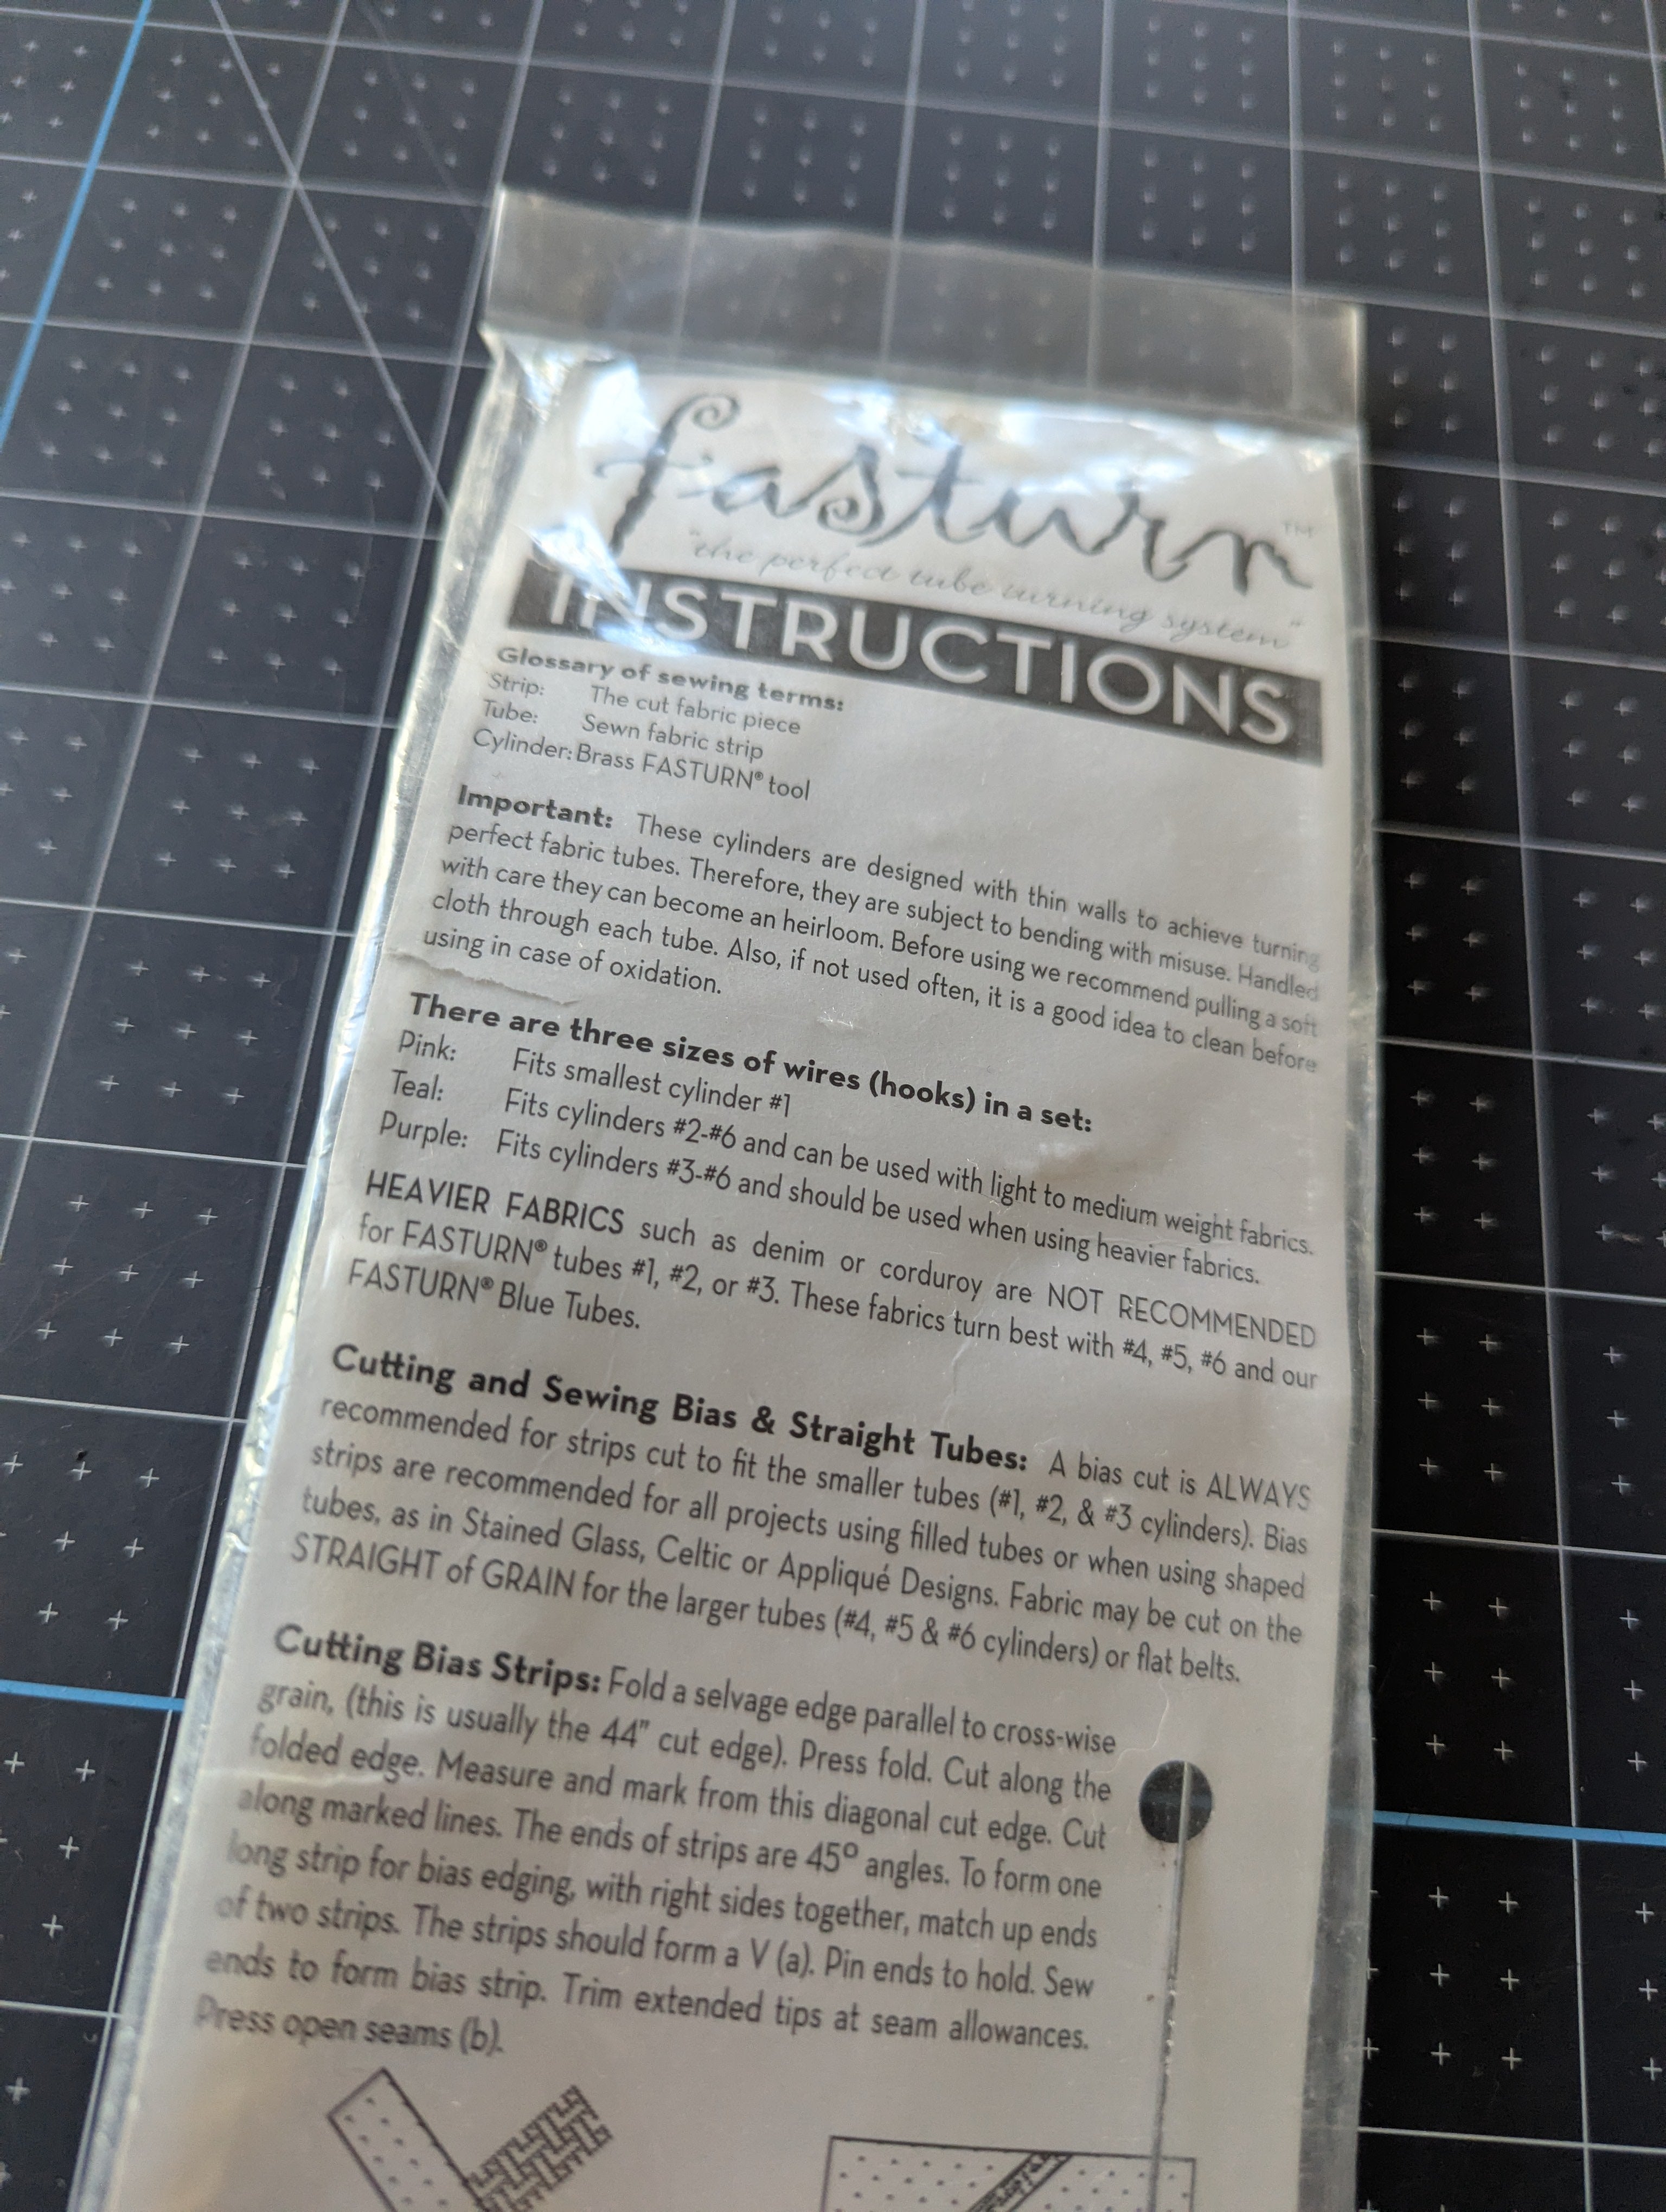 fasturn™
"the perfect tube turning system"
INSTRUCTIONS
Glossary of sewing terms:
Strip: The cut fabric piece
Tube: Sewn fabric strip
Cylinder: Brass FASTURN® tool
Important: These cylinders are designed with thin walls to achieve turning
perfect fabric tubes. Therefore, they are subject to bending with misuse. Handled
with care they can become an heirloom. Before using we recommend pulling a soft
cloth through each tube. Also, if not used often, it is a good idea to clean before
using in case of oxidation.
There are three sizes of wires (hooks) in a set:
Pink: Fits smallest cylinder #1
Teal: Fits cylinders #2-#6 and can be used with light to medium weight fabrics.
Purple: Fits cylinders #3-#6 and should be used when using heavier fabrics.
HEAVIER FABRICS such as denim or corduroy are NOT RECOMMENDED
for FASTURN® tubes #1, #2, or #3. These fabrics turn best with #4, #5, #6 and our
FASTURN® Blue Tubes.
Cutting and Sewing Bias & Straight Tubes: A bias cut is ALWAYS
recommended for strips cut to fit the smaller tubes (#1, #2, & #3 cylinders). Bias
strips are recommended for all projects using filled tubes or when using shaped
tubes, as in Stained Glass, Celtic or Appliqué Designs. Fabric may be cut on the
STRAIGHT of GRAIN for the larger tubes (#4, #5 & #6 cylinders) or flat belts.
Cutting Bias Strips: Fold a selvage edge parallel to cross-wise
grain, (this is usually the 44" cut edge). Press fold. Cut along the
folded edge. Measure and mark from this diagonal cut edge. Cut
along marked lines. The ends of strips are 45º angles. To form one
long strip for bias edging, with right sides together, match up ends
of two strips. The strips should form a V (a). Pin ends to hold. Sew
ends to form bias strip. Trim extended tips at seam allowances.
Press open seams (b).